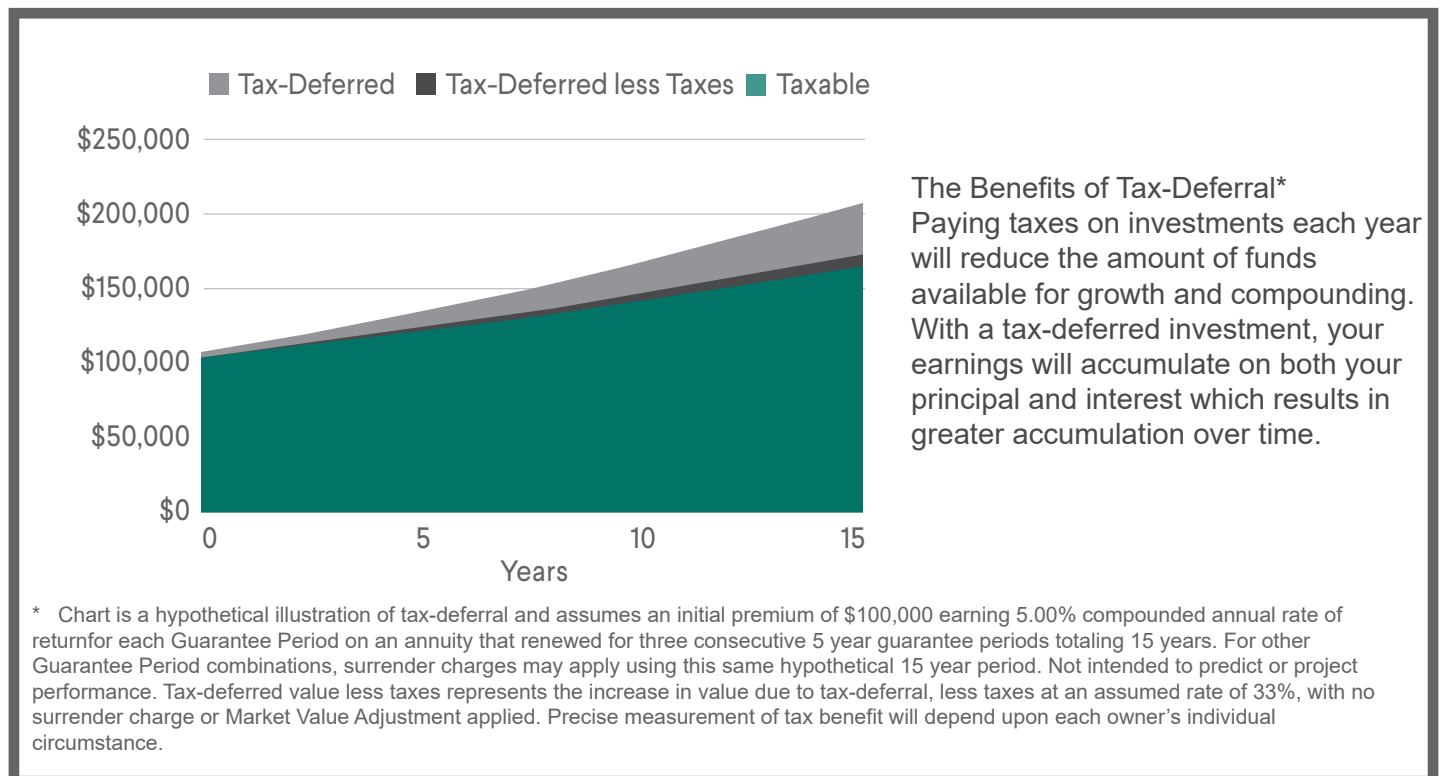 Tax-Deferred Tax-Deferred less Taxes Taxable
$250,000
$200,000
$150,000
$100,000
$50,000
$0
0 5 10 15
Years
The Benefits of Tax-Deferral*
Paying taxes on investments each year
will reduce the amount of funds
available for growth and compounding.
With a tax-deferred investment, your
earnings will accumulate on both your
principal and interest which results in
greater accumulation over time.
* Chart is a hypothetical illustration of tax-deferral and assumes an initial premium of $100,000 earning 5.00% compounded annual rate of
returnfor each Guarantee Period on an annuity that renewed for three consecutive 5 year guarantee periods totaling 15 years. For other
Guarantee Period combinations, surrender charges may apply using this same hypothetical 15 year period. Not intended to predict or project
performance. Tax-deferred value less taxes represents the increase in value due to tax-deferral, less taxes at an assumed rate of 33%, with no
surrender charge or Market Value Adjustment applied. Precise measurement of tax benefit will depend upon each owner’s individual
circumstance.